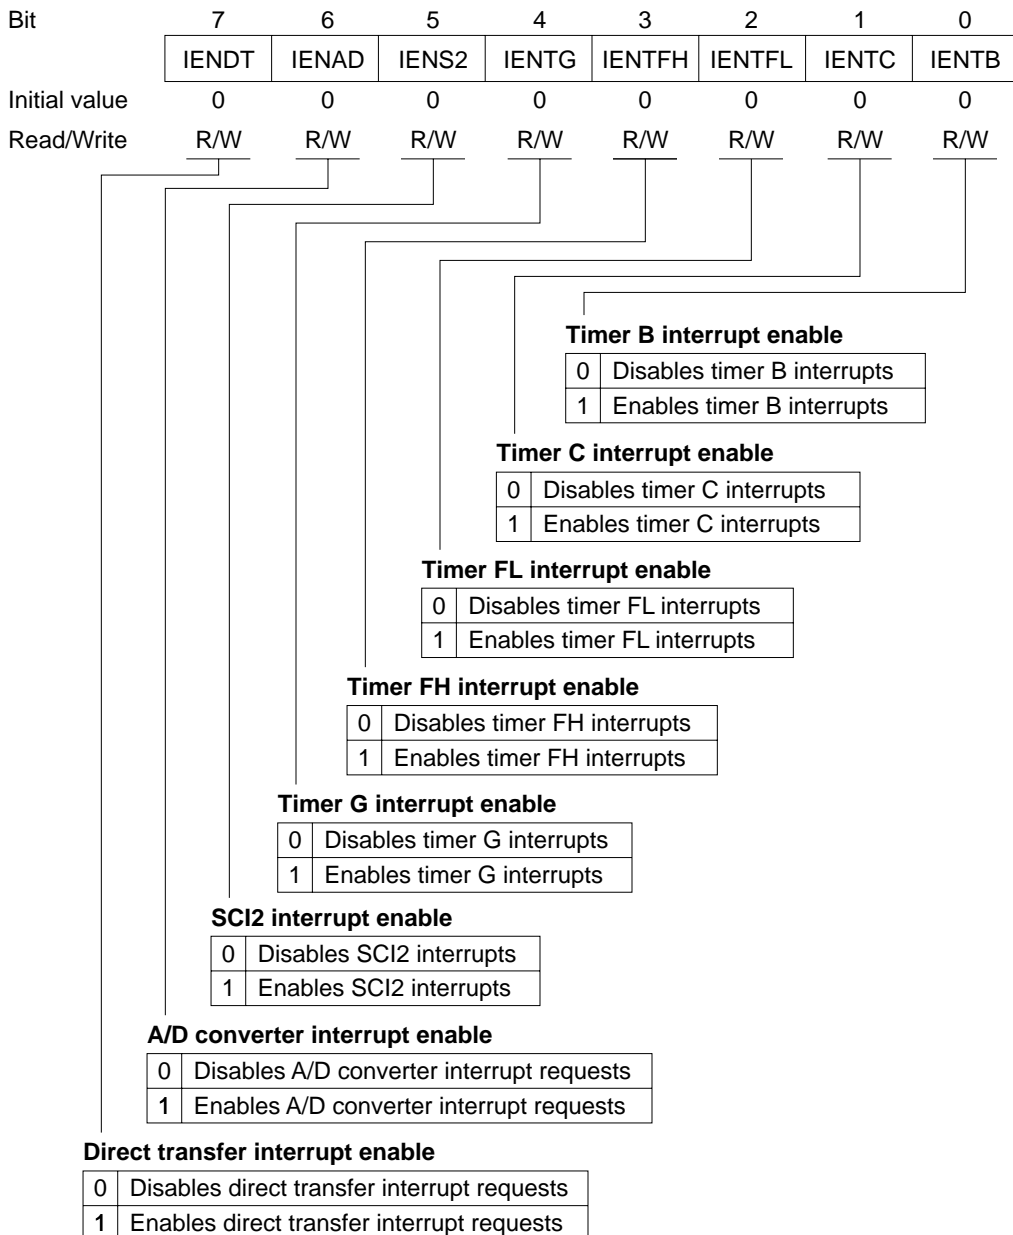 Bit 7 6 5 4 3 2 1 0
IENDT IENAD IENS2 IENTG IENTFH IENTFL IENTC IENTB
Initial value 0 0 0 0 0 0 0 0
Read/Write R/W R/W R/W R/W R/W R/W R/W R/W
Timer B interrupt enable
0 Disables timer B interrupts
1 Enables timer B interrupts
Timer C interrupt enable
0 Disables timer C interrupts
1 Enables timer C interrupts
Timer FL interrupt enable
0 Disables timer FL interrupts
1 Enables timer FL interrupts
Timer FH interrupt enable
0 Disables timer FH interrupts
1 Enables timer FH interrupts
Timer G interrupt enable
0 Disables timer G interrupts
1 Enables timer G interrupts
SCI2 interrupt enable
0 Disables SCI2 interrupts
1 Enables SCI2 interrupts
A/D converter interrupt enable
0 Disables A/D converter interrupt requests
1 Enables A/D converter interrupt requests
Direct transfer interrupt enable
0 Disables direct transfer interrupt requests
1 Enables direct transfer interrupt requests